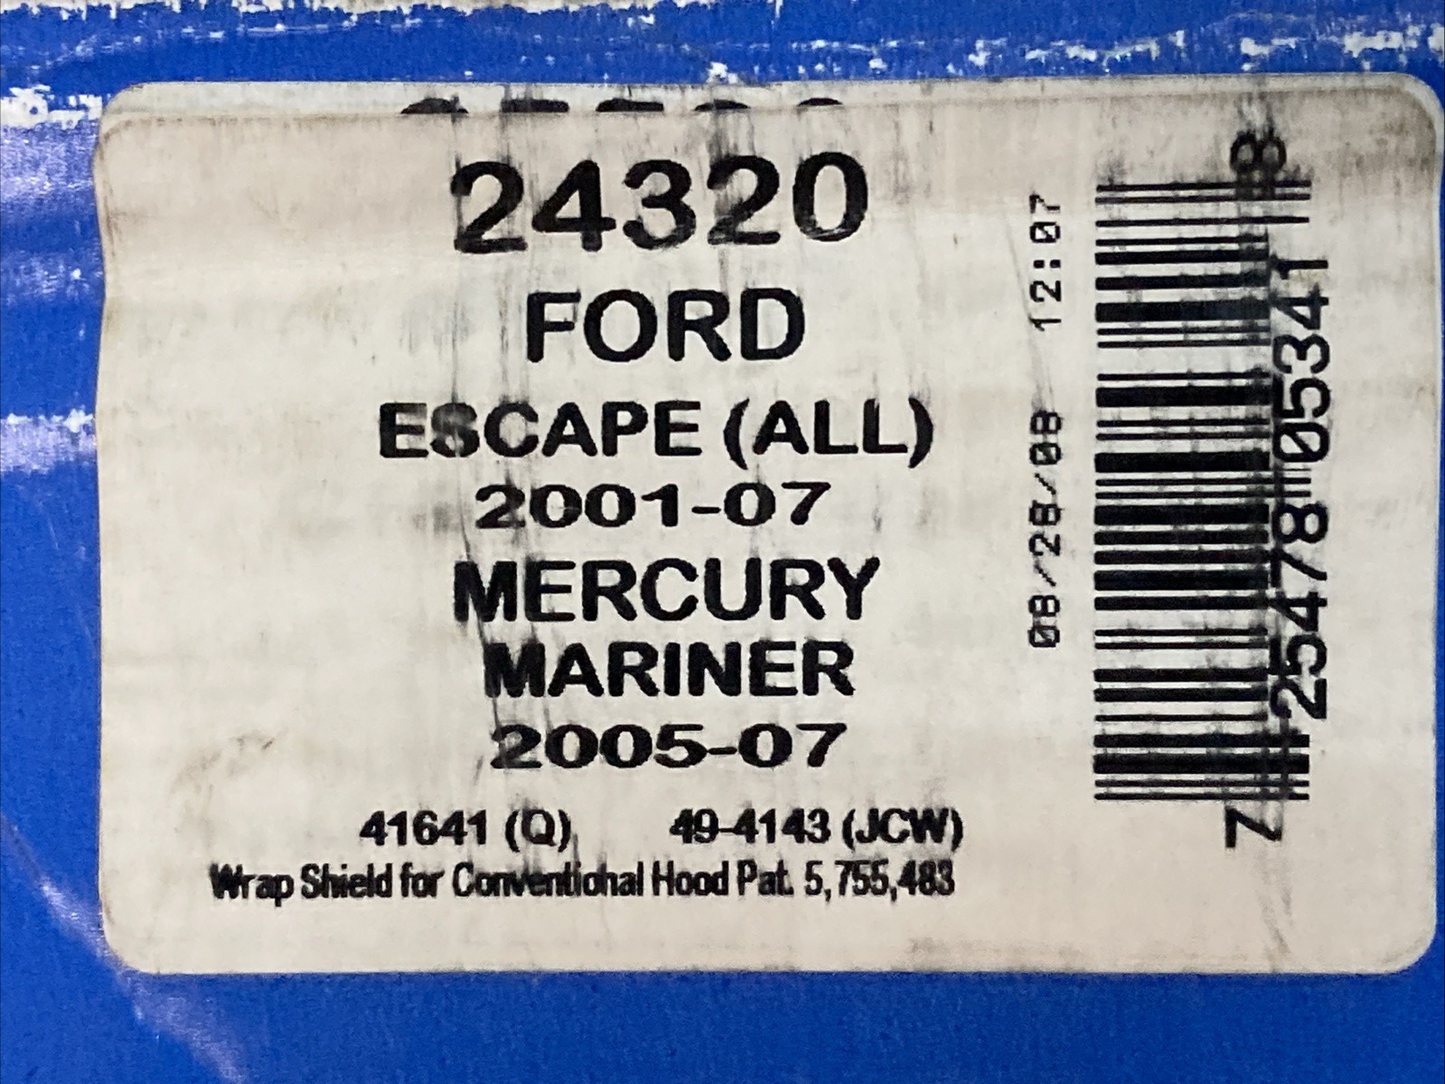 24320
FORD
ESCAPE (ALL)
2001-07
MERCURY
MARINER
2005-07
41641 (Q) 49-4143 (JCW)
Wrap Shield for Conventional Hood Pat. 5,755,483
08/28/08 12:07
7 25478 05341 8